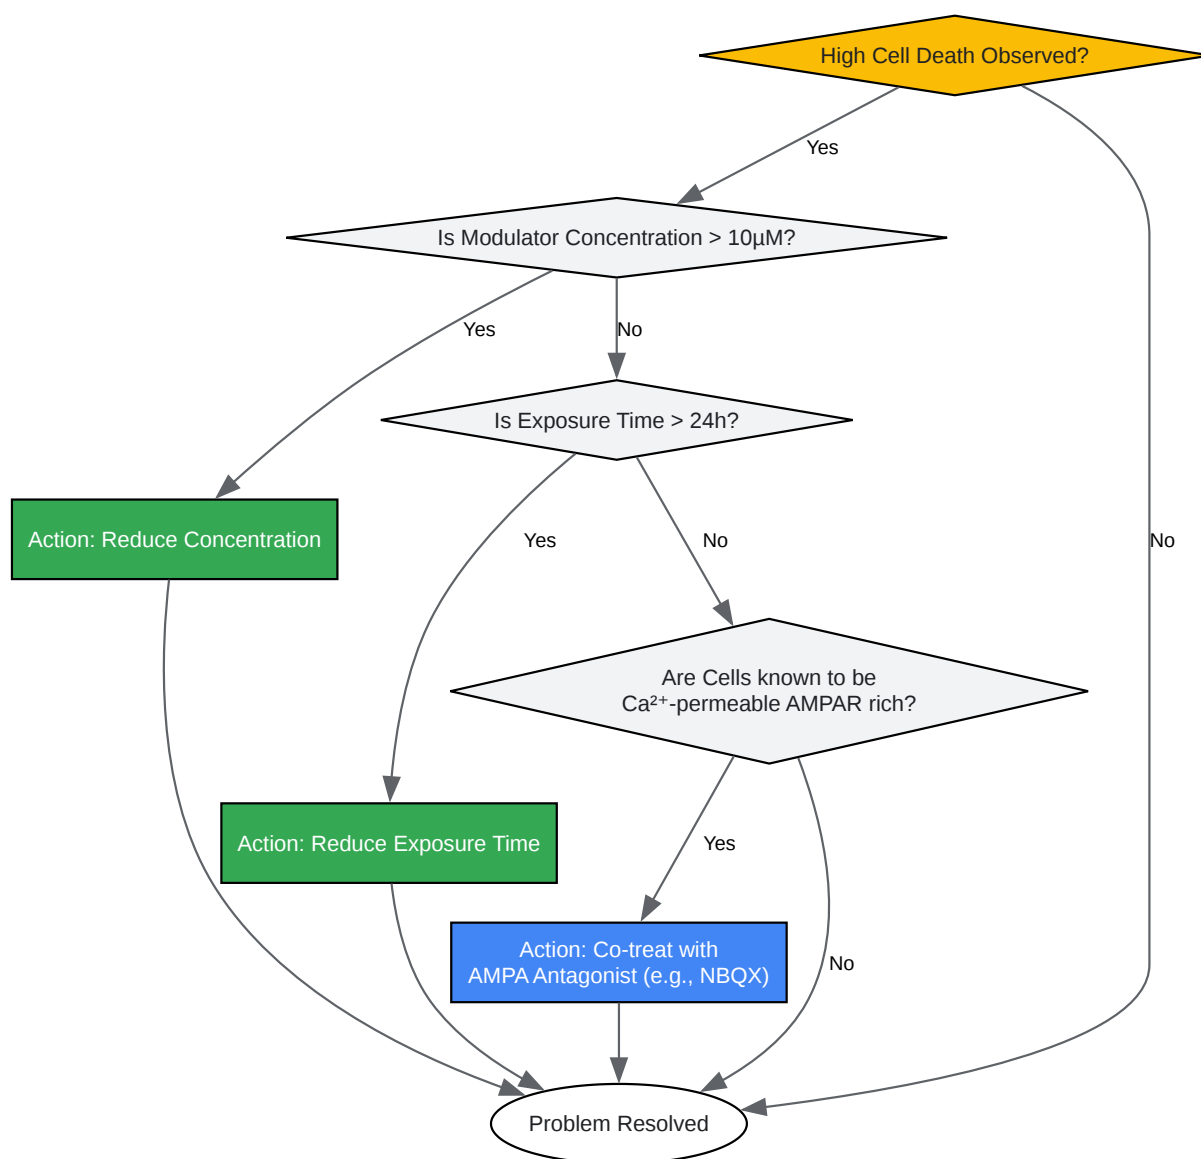 High Cell Death Observed?
Yes
Is Modulator Concentration > 10µM?
Yes
No
Is Exposure Time > 24h?
Action: Reduce Concentration
Yes
No
No
Are Cells known to be
Ca²⁺-permeable AMPAR rich?
Action: Reduce Exposure Time
Yes
Action: Co-treat with
AMPA Antagonist (e.g., NBQX)
No
Problem Resolved